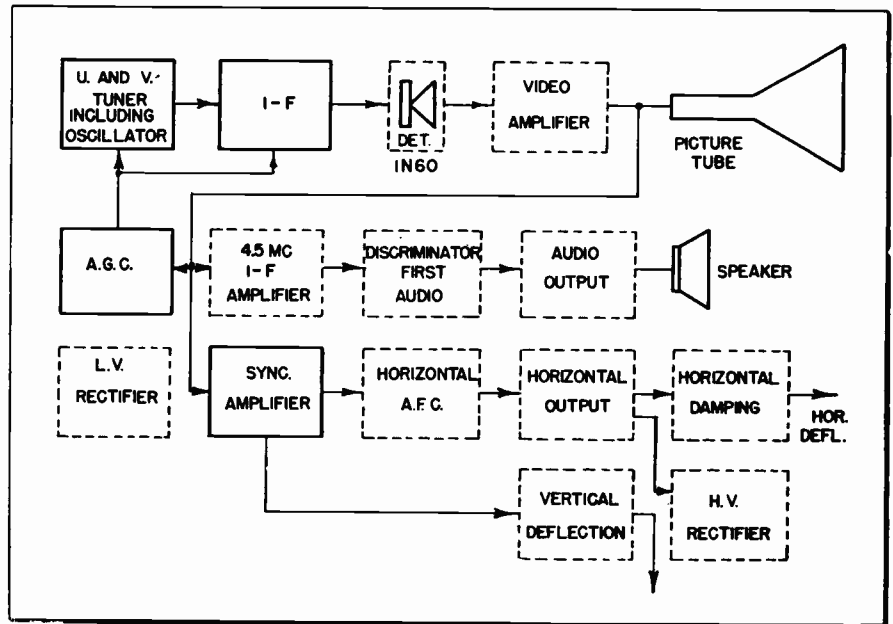 U. AND V.-
TUNER
INCLUDING
OSCILLATOR
I-F
DET.
IN60
VIDEO
AMPLIFIER
PICTURE
TUBE
A.G.C.
4.5 MC
I-F
AMPLIFIER
DISCRIMINATOR
FIRST
AUDIO
AUDIO
OUTPUT
SPEAKER
L.V.
RECTIFIER
SYNC.
AMPLIFIER
HORIZONTAL
A.F.C.
HORIZONTAL
OUTPUT
HORIZONTAL
DAMPING
HOR.
DEFL.
VERTICAL
DEFLECTION
H.V.
RECTIFIER